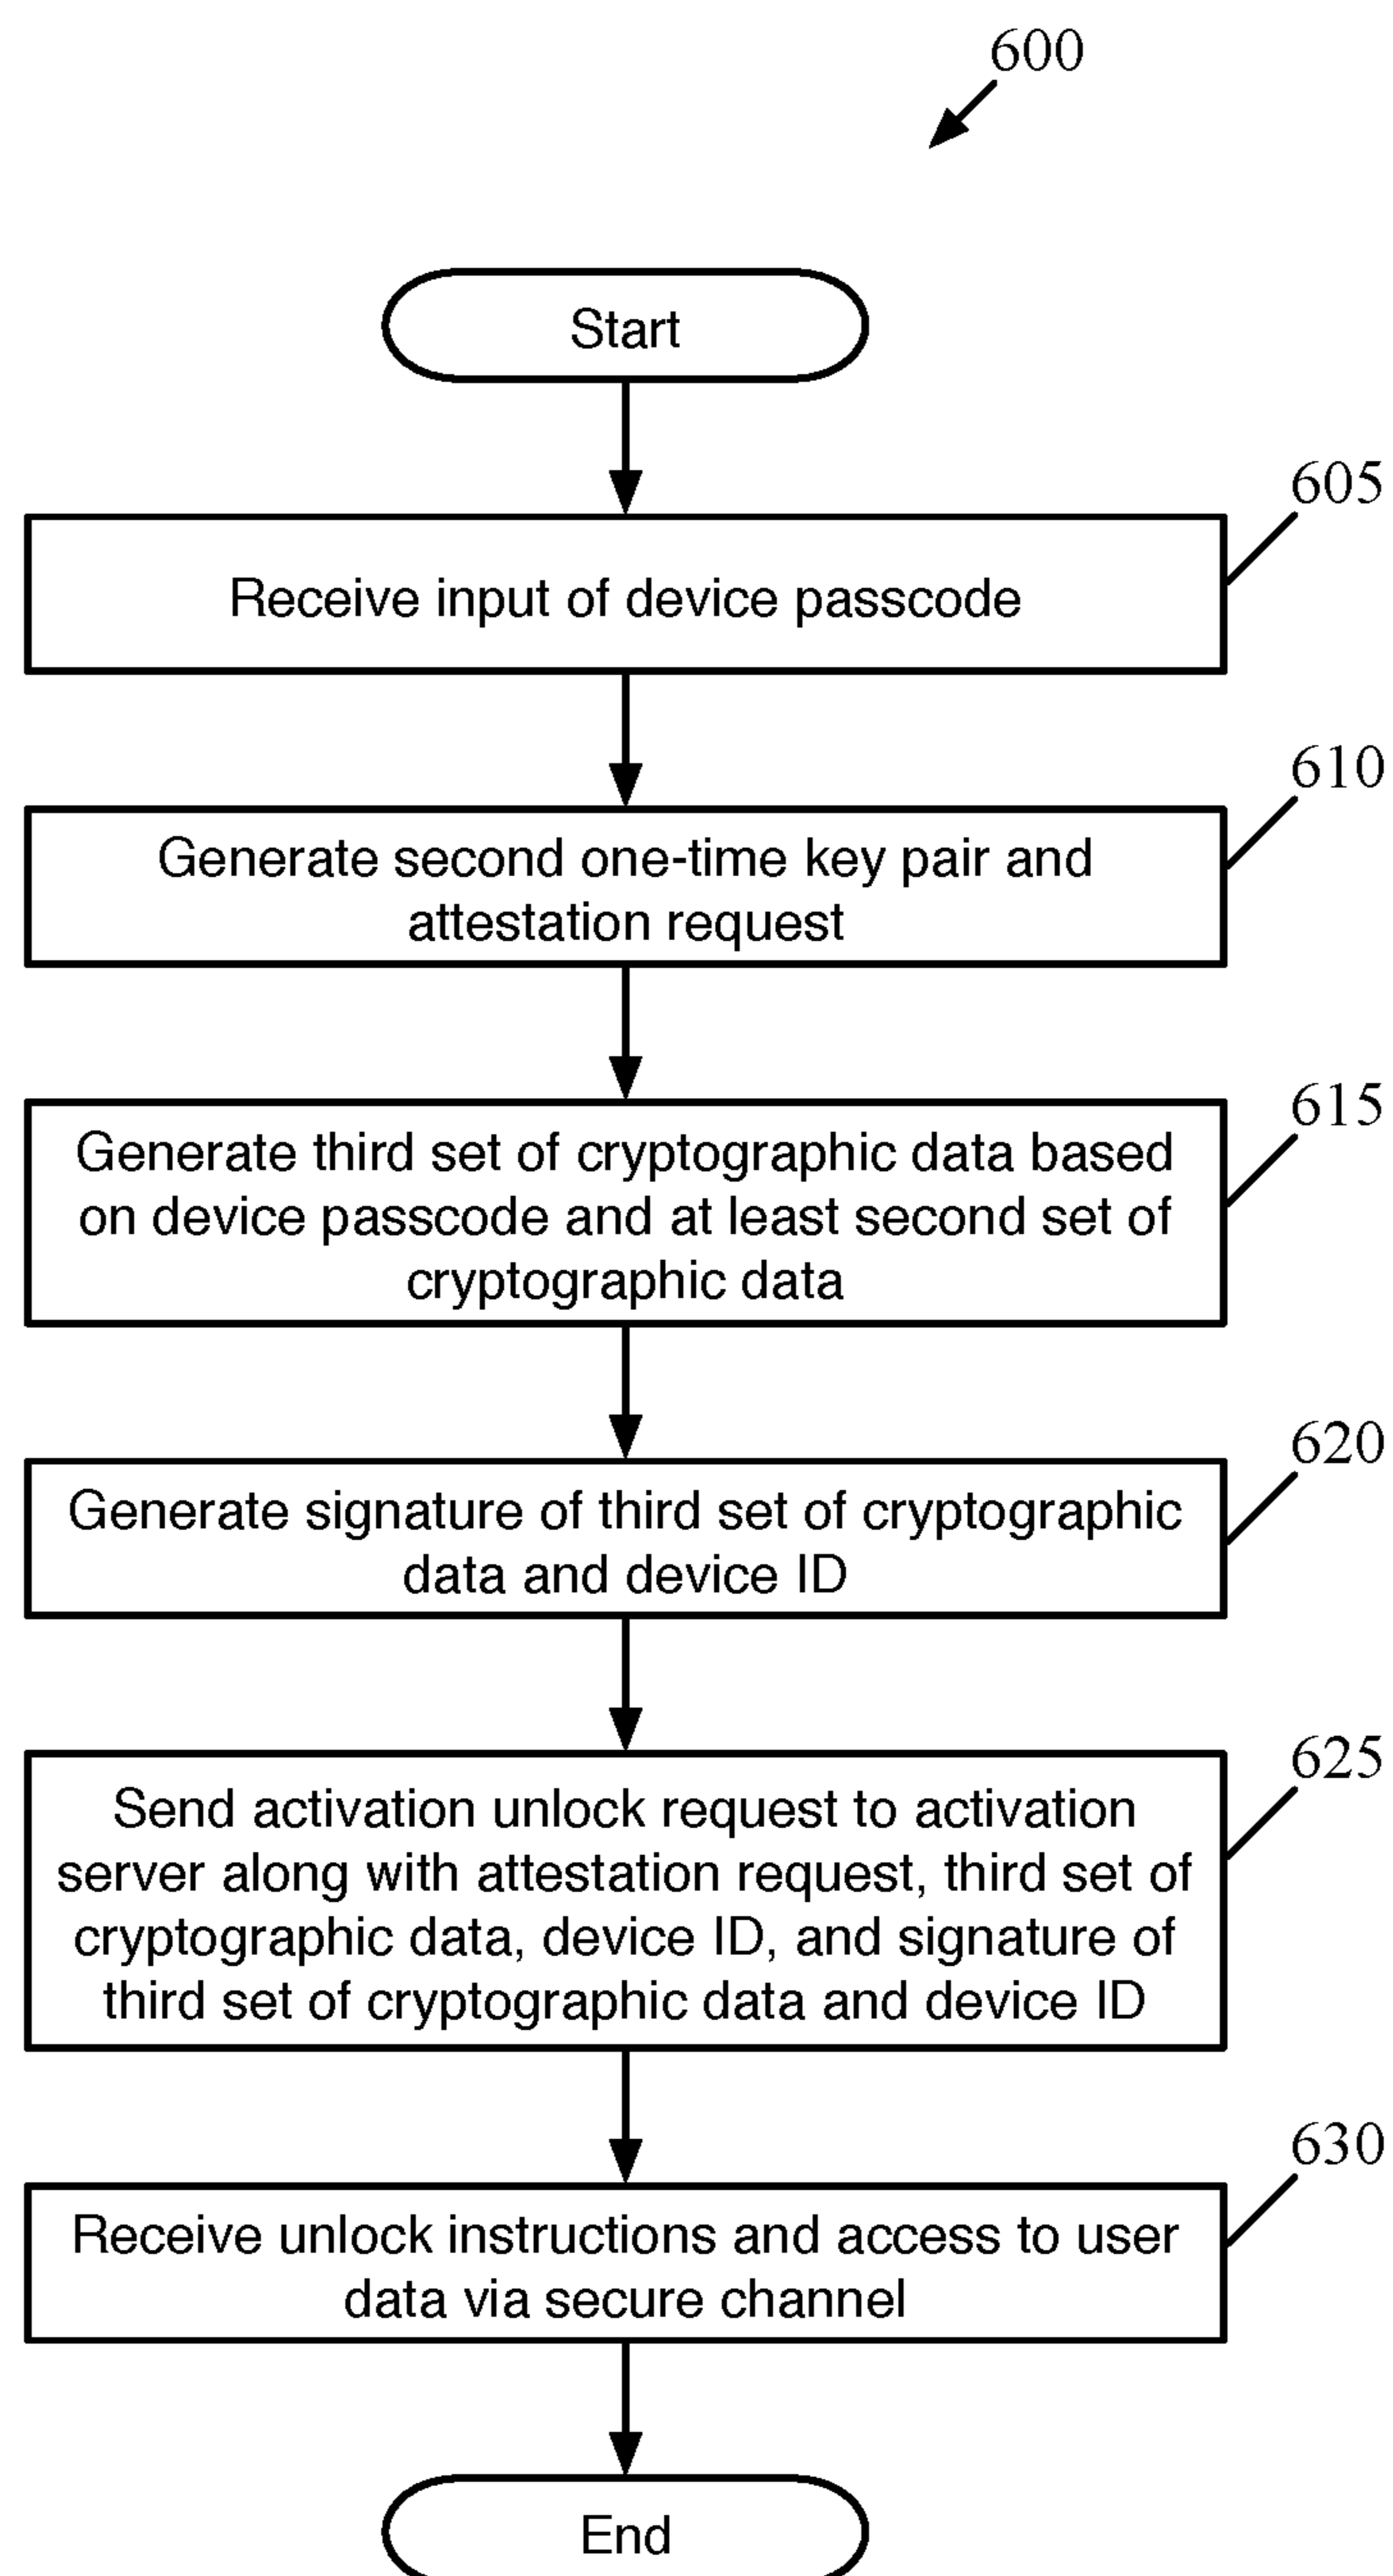 600
Start
605
Receive input of device passcode
610
Generate second one-time key pair and
attestation request
615
Generate third set of cryptographic data based
on device passcode and at least second set of
cryptographic data
620
Generate signature of third set of cryptographic
data and device ID
625
Send activation unlock request to activation
server along with attestation request, third set of
cryptographic data, device ID, and signature of
third set of cryptographic data and device ID
630
Receive unlock instructions and access to user
data via secure channel
End